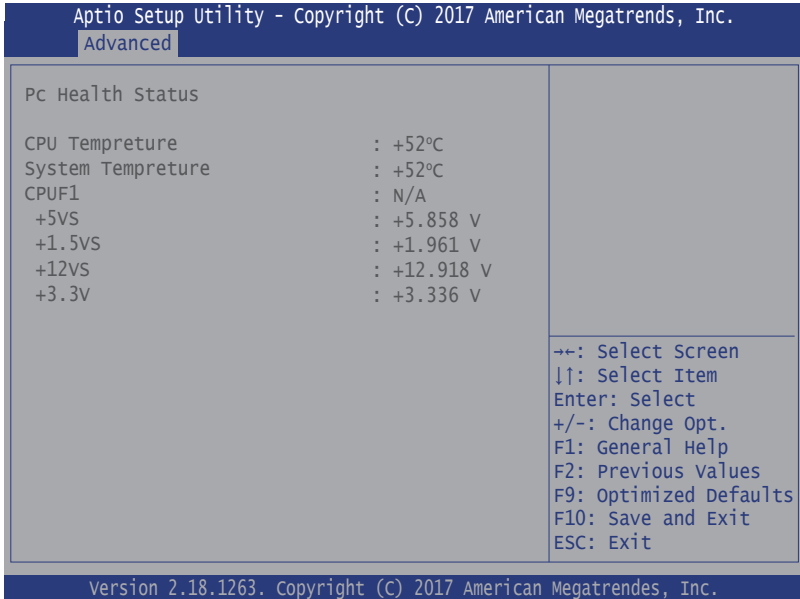 Aptio Setup Utility - Copyright (C) 2017 American Megatrends, Inc.
Advanced
Pc Health Status
CPU Tempreture : +52ºC
System Tempreture : +52ºC
CPUF1 : N/A
+5VS : +5.858 V
+1.5VS : +1.961 V
+12VS : +12.918 V
+3.3V : +3.336 V
→←: Select Screen
↓↑: Select Item
Enter: Select
+/-: Change Opt.
F1: General Help
F2: Previous Values
F9: Optimized Defaults
F10: Save and Exit
ESC: Exit
Version 2.18.1263. Copyright (C) 2017 American Megatrendes, Inc.